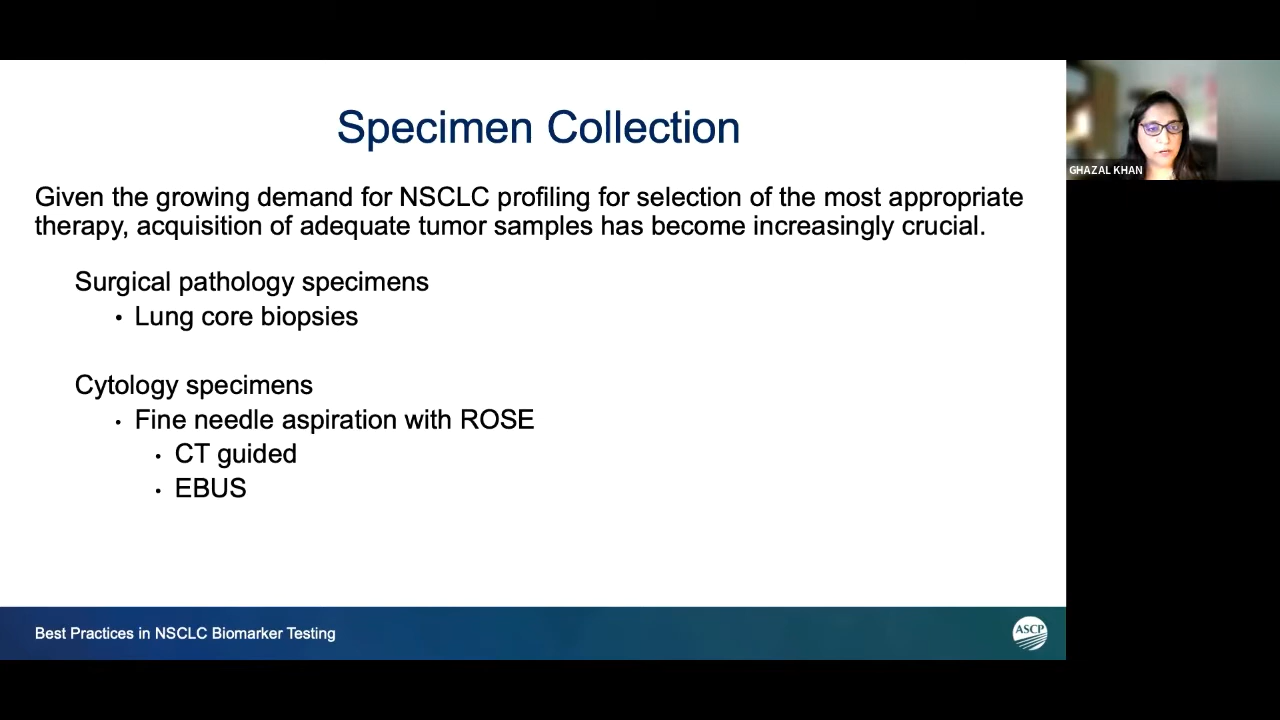 Specimen Collection
GHAZAL KHAN
Given the growing demand for NSCLC profiling for selection of the most appropriate
therapy, acquisition of adequate tumor samples has become increasingly crucial.
Surgical pathology specimens
• Lung core biopsies
Cytology specimens
• Fine needle aspiration with ROSE
• CT guided
• EBUS
Best Practices in NSCLC Biomarker Testing
ASCP